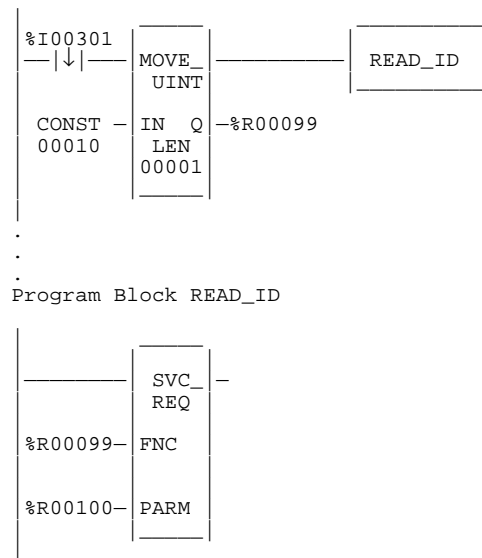 %I00301
↓ MOVE_ READ_ID
UINT
CONST IN Q %R00099
00010 LEN
00001
.
.
.
Program Block READ_ID
SVC_
REQ
%R00099 FNC
%R00100 PARM